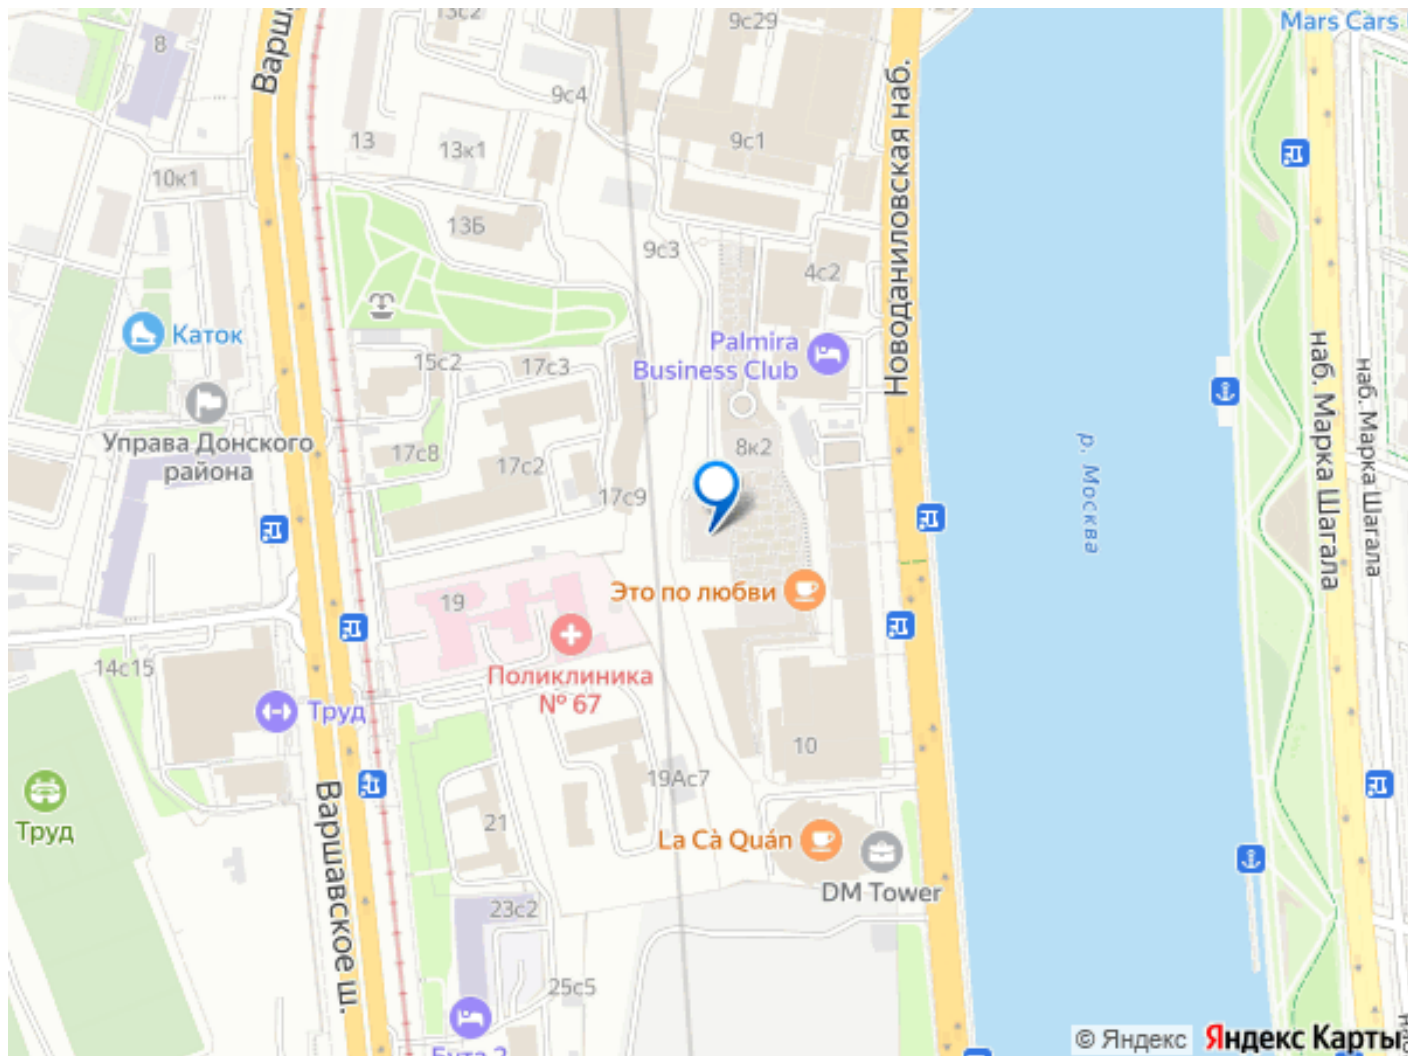 13с2
9с29
Mars Cars
8
Варш
9с4
Новоданиловская наб.
13
13к1
9с1
10к1
13Б
9с3
4с2
Каток
Palmira
Business Club
15с2
17с3
наб. Марка Шагала
наб. Марка Шагала
Управа Донского
района
17с8
17с2
8к2
р. Москва
17с9
Это по любви
19
14с15
Поликлиника
№ 67
Труд
10
19Ас7
Труд
21
La Cà Quán
DM Tower
Варшавское ш.
23с2
25с5
© Яндекс
Яндекс Карты